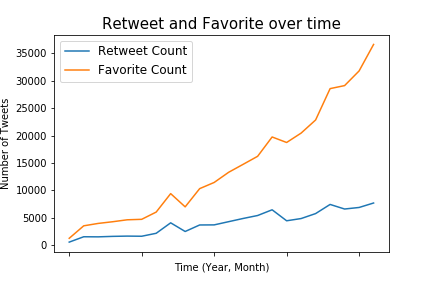 Retweet and Favorite over time
Retweet Count
Favorite Count
35000
30000
25000
20000
15000
10000
5000
0
Number of Tweets
Time (Year, Month)